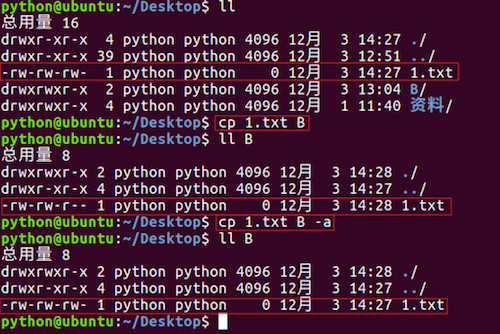 python@ubuntu:~/Desktop$ ll
总用量 16
drwxr-xr-x  4 python python 4096 12月  3 14:27 ./
drwxr-xr-x 39 python python 4096 12月  3 12:51 ../
-rw-rw-rw-  1 python python    0 12月  3 14:27 1.txt
drwxrwxr-x  2 python python 4096 12月  3 13:04 B/
drwxrwxr-x  4 python python 4096 12月  1 11:40 资料/
python@ubuntu:~/Desktop$ cp 1.txt B
python@ubuntu:~/Desktop$ ll B
总用量 8
drwxrwxr-x 2 python python 4096 12月  3 14:28 ./
drwxr-xr-x 4 python python 4096 12月  3 14:27 ../
-rw-rw-r-- 1 python python    0 12月  3 14:28 1.txt
python@ubuntu:~/Desktop$ cp 1.txt B -a
python@ubuntu:~/Desktop$ ll B
总用量 8
drwxrwxr-x 2 python python 4096 12月  3 14:28 ./
drwxr-xr-x 4 python python 4096 12月  3 14:27 ../
-rw-rw-rw- 1 python python    0 12月  3 14:27 1.txt
python@ubuntu:~/Desktop$